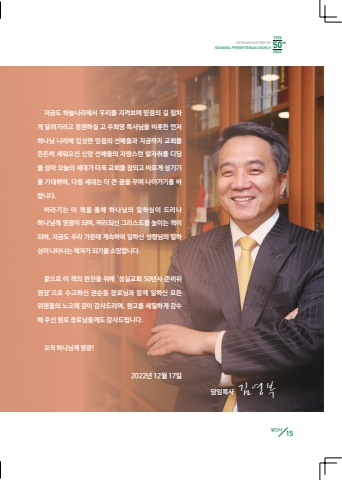 1972
50 YEARS HISTORY OF
SEONGSIL PRESBYTERIAN CHURCH
50th
2022
지금도 하늘나라에서 우리를 지켜보며 믿음의 길 힘차
게 달려가라고 응원하실 고 우희영 목사님을 비롯한 먼저
하나님 나라에 입성한 믿음의 선배들과 지금까지 교회를
든든히 세워오신 신앙 선배들의 자랑스런 발자취를 디딤
돌 삼아 오늘의 세대가 더욱 교회를 참되고 바르게 섬기기
를 기대하며, 다음 세대는 더 큰 꿈을 꾸며 나아가기를 바
랍니다.
바라기는 이 책을 통해 하나님의 일하심이 드러나
하나님께 영광이 되며, 머리되신 그리스도를 높이는 책이
되며, 지금도 우리 가운데 계속하여 일하신 성령님의 일하
심이 나타나는 책자가 되기를 소망합니다.
끝으로 이 책의 편찬을 위해 '성실교회 50년사 준비위
원장'으로 수고하신 권순동 장로님과 함께 일하신 모든
위원들의 노고에 깊이 감사드리며, 원고를 세밀하게 감수
해 주신 원로 장로님들께도 감사드립니다.
오직 하나님께 영광!
2022년 12월 17일
담임목사 김영복
발간사 / 15